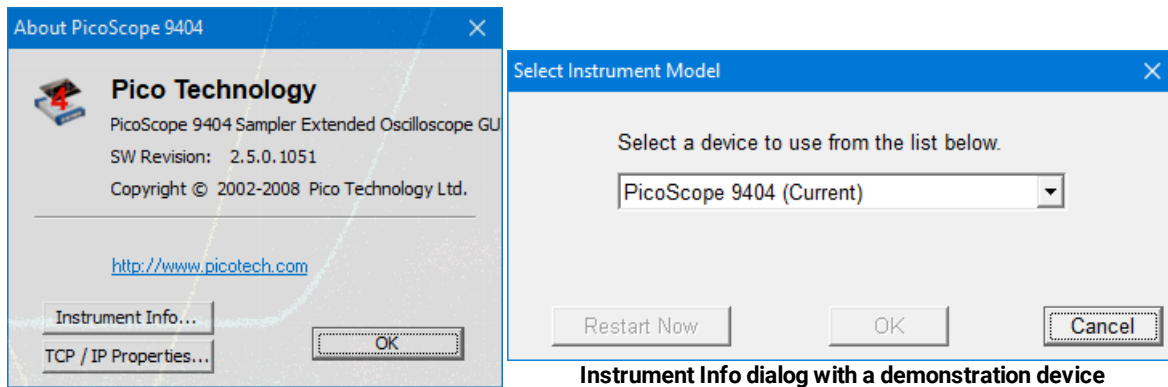 About PicoScope 9404
Pico Technology
PicoScope 9404 Sampler Extended Oscilloscope GU
SW Revision: 2.5.0.1051
Copyright © 2002-2008 Pico Technology Ltd.
http://www.picotech.com
Instrument Info...
OK
TCP / IP Properties...
Select Instrument Model
Select a device to use from the list below.
PicoScope 9404 (Current)
Restart Now
OK
Cancel
Instrument Info dialog with a demonstration device
4